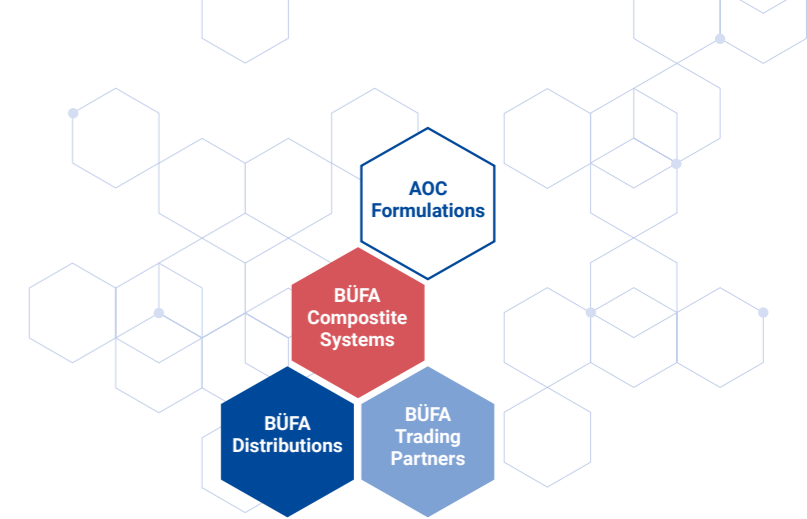 AOC
Formulations
BÜFA
Compostite
Systems
BÜFA
Distributions
BÜFA
Trading
Partners